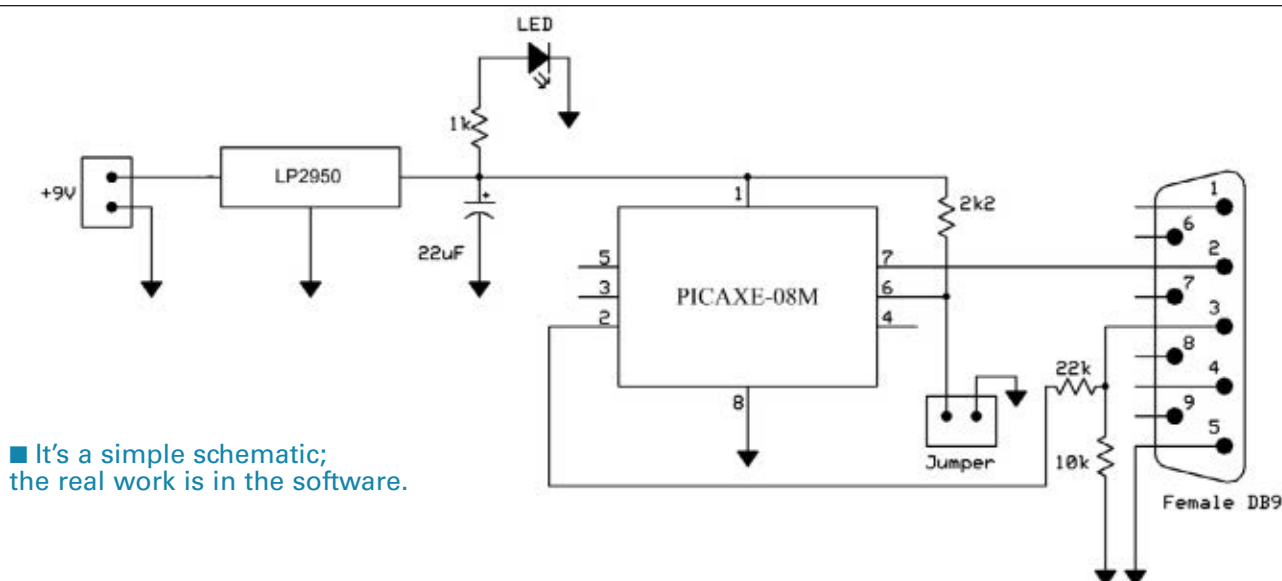 LED
1k
+9V
LP2950
+
22uF
1
2k2
5
3
2
PICAXE-08M
7
6
4
8
Jumper
22k
10k
1
6
2
7
3
8
4
9
5
Female DB9
■ It's a simple schematic;
the real work is in the software.